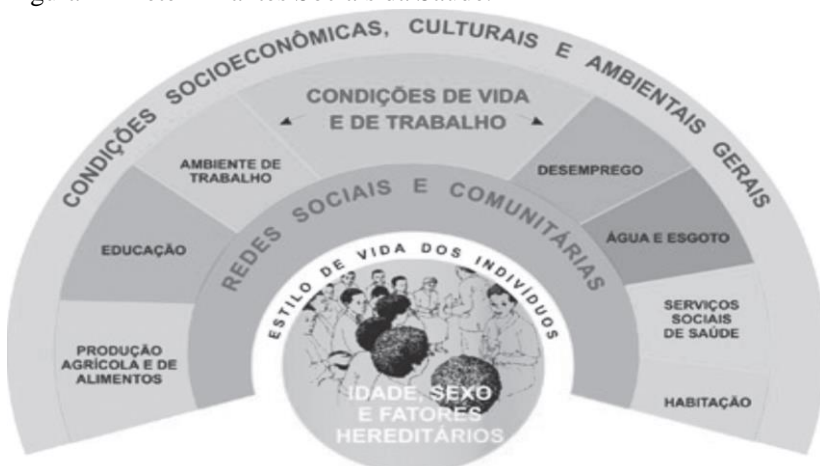 CONDIÇÕES SOCIOECONÔMICAS, CULTURAIS E AMBIENTAIS GERAIS
CONDIÇÕES DE VIDA
E DE TRABALHO
AMBIENTE DE
TRABALHO
DESEMPREGO
EDUCAÇÃO
ÁGUA E ESGOTO
PRODUÇÃO
AGRÍCOLA E DE
ALIMENTOS
SERVIÇOS
SOCIAIS
DE SAÚDE
HABITAÇÃO
REDES SOCIAIS E COMUNITÁRIAS
ESTILO DE VIDA DOS INDIVÍDUOS
IDADE, SEXO
E FATORES
HEREDITÁRIOS